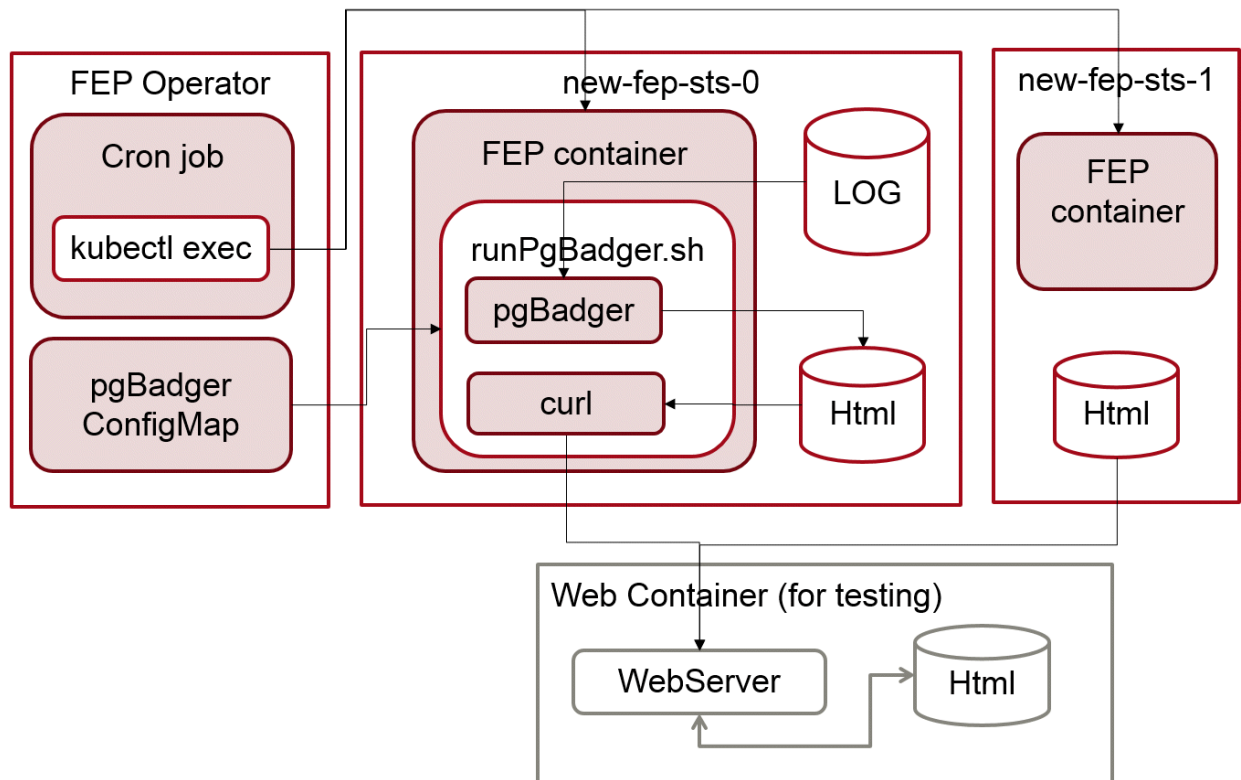 FEP Operator
Cron job
kubectl exec
pgBadger
ConfigMap
new-fep-sts-0
FEP container
LOG
runPgBadger.sh
pgBadger
curl
Html
new-fep-sts-1
FEP
container
Html
Web Container (for testing)
WebServer
Html